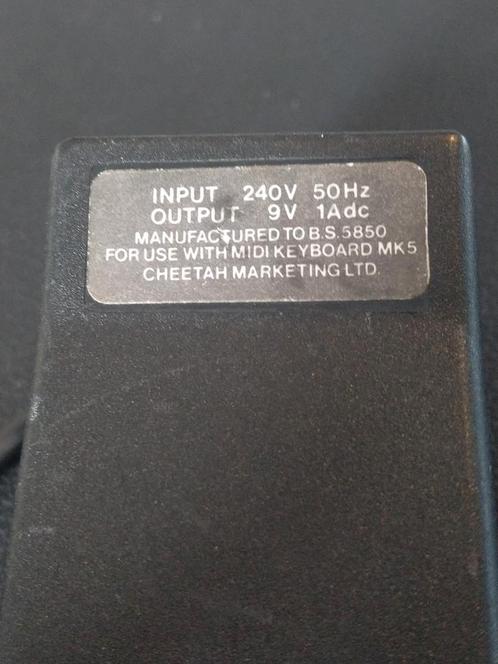 INPUT 240V 50Hz
OUTPUT 9V 1Adc
MANUFACTURED TO B.S.5850
FOR USE WITH MIDI KEYBOARD MK5
CHEETAH MARKETING LTD.